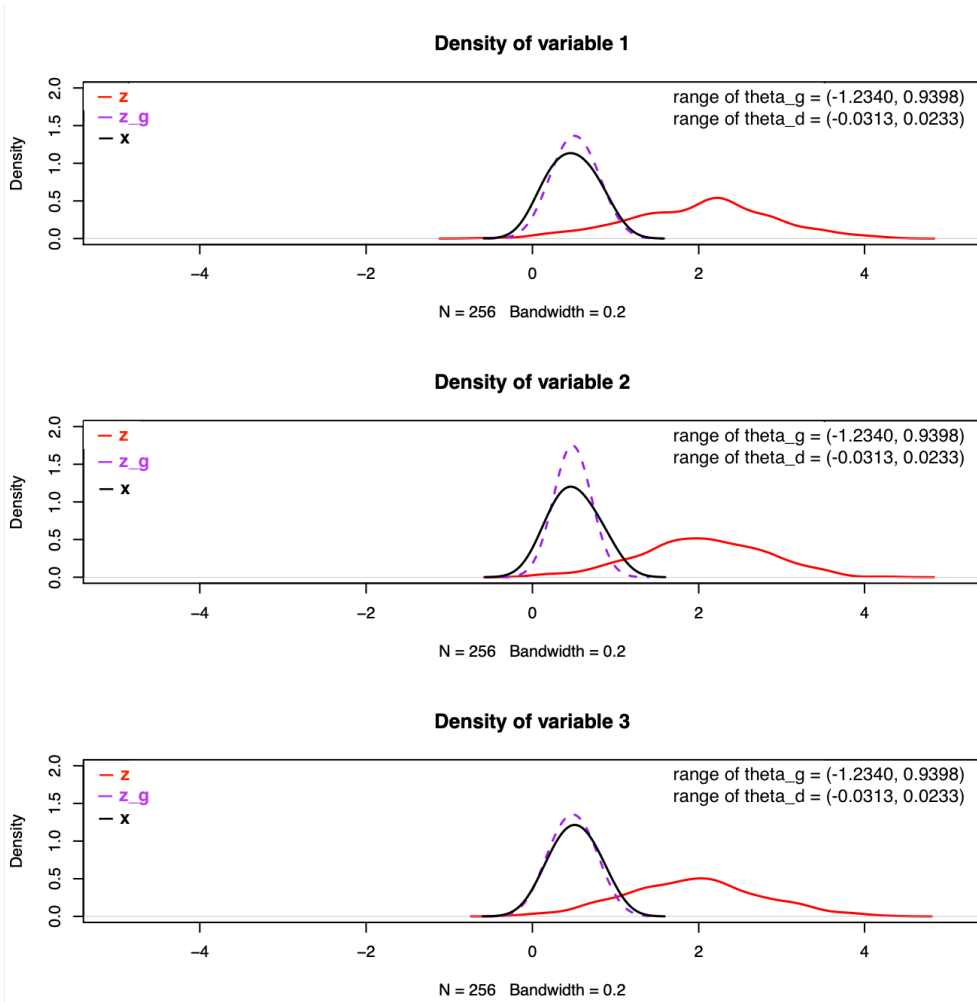 Density of variable 1
Density
0.0 0.5 1.0 1.5 2.0
z
z_g
x
range of theta_g = (-1.2340, 0.9398)
range of theta_d = (-0.0313, 0.0233)
−4 −2 0 2 4
N = 256 Bandwidth = 0.2
Density of variable 2
Density
0.0 0.5 1.0 1.5 2.0
z
z_g
x
range of theta_g = (-1.2340, 0.9398)
range of theta_d = (-0.0313, 0.0233)
−4 −2 0 2 4
N = 256 Bandwidth = 0.2
Density of variable 3
Density
0.0 0.5 1.0 1.5 2.0
z
z_g
x
range of theta_g = (-1.2340, 0.9398)
range of theta_d = (-0.0313, 0.0233)
−4 −2 0 2 4
N = 256 Bandwidth = 0.2